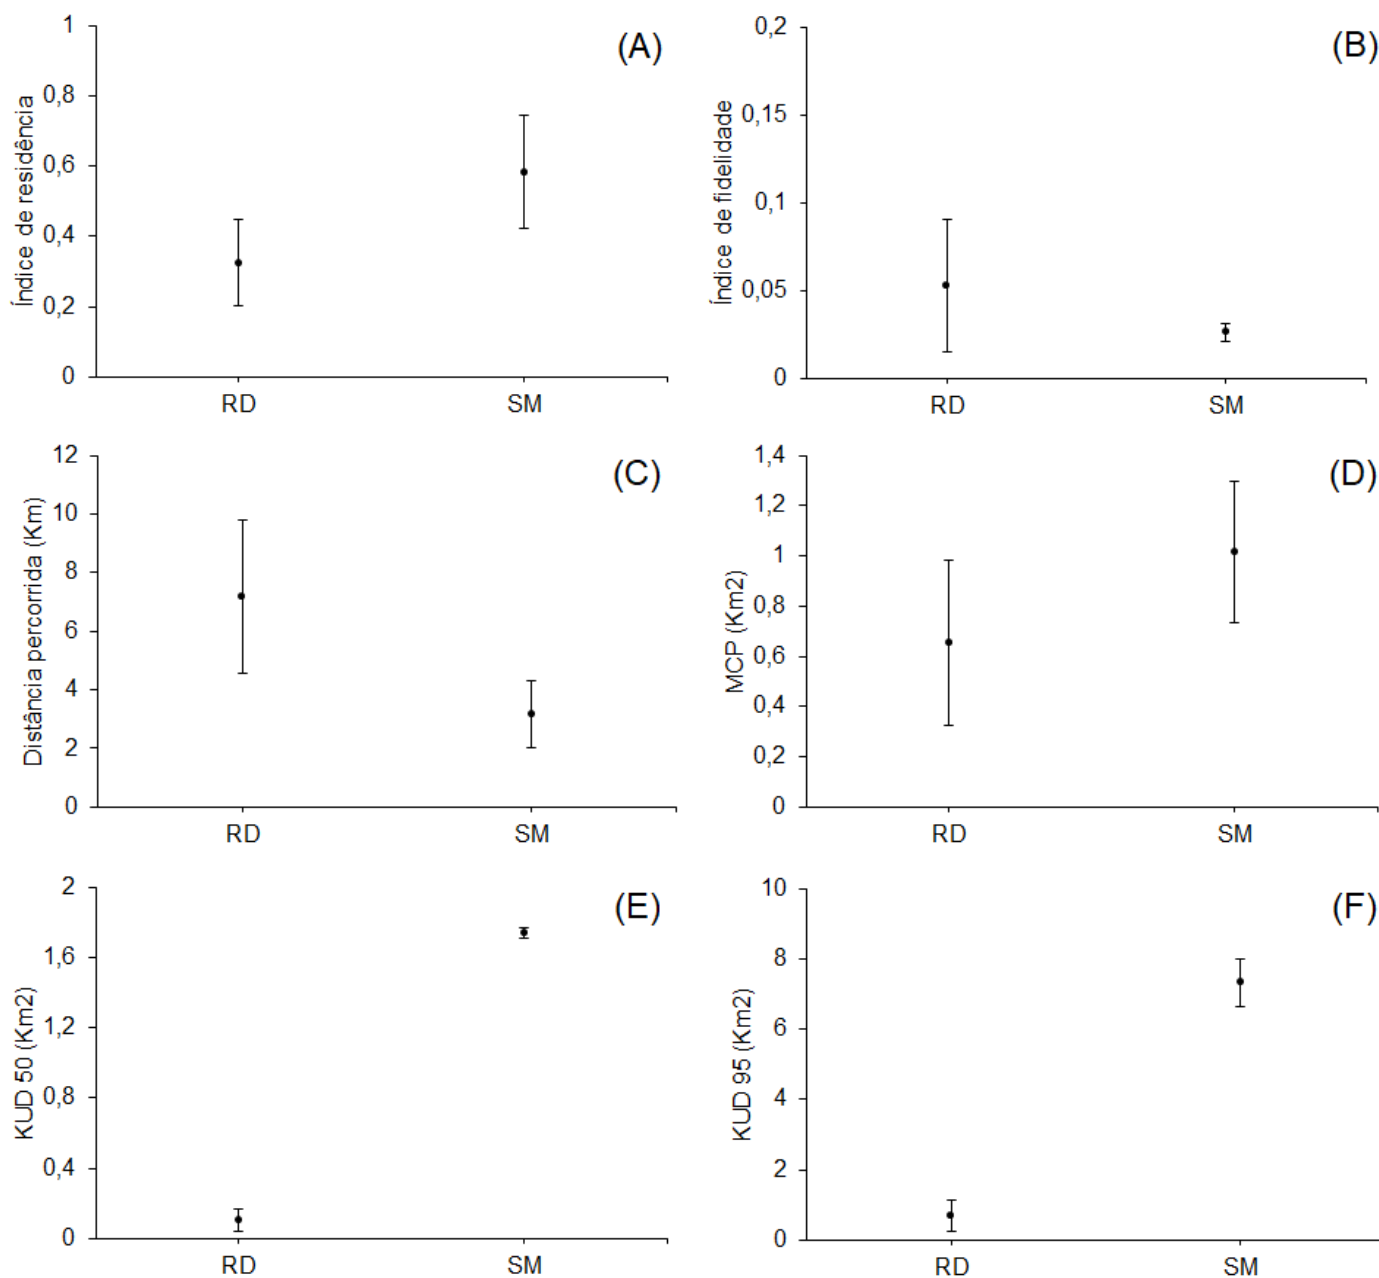 (A)
Índice de residência
1
0,8
0,6
0,4
0,2
0
RD
SM
(B)
Índice de fidelidade
0,2
0,15
0,1
0,05
0
RD
SM
(C)
Distância percorrida (Km)
12
10
8
6
4
2
0
RD
SM
(D)
MCP (Km2)
1,4
1,2
1
0,8
0,6
0,4
0,2
0
RD
SM
(E)
KUD 50 (Km2)
2
1,6
1,2
0,8
0,4
0
RD
SM
(F)
KUD 95 (Km2)
10
8
6
4
2
0
RD
SM